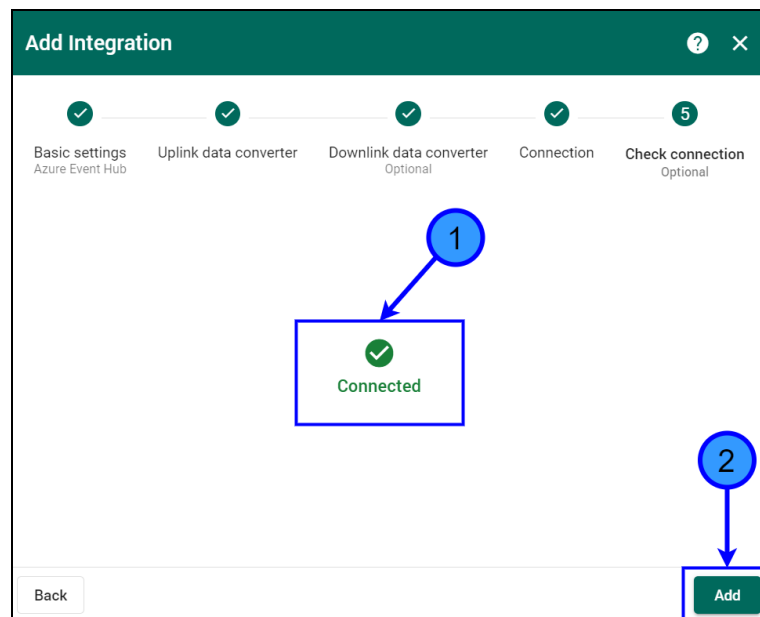 Add Integration
?
5
Basic settings
Azure Event Hub
Uplink data converter
Downlink data converter
Optional
Connection
Check connection
Optional
1
Connected
2
Back
Add